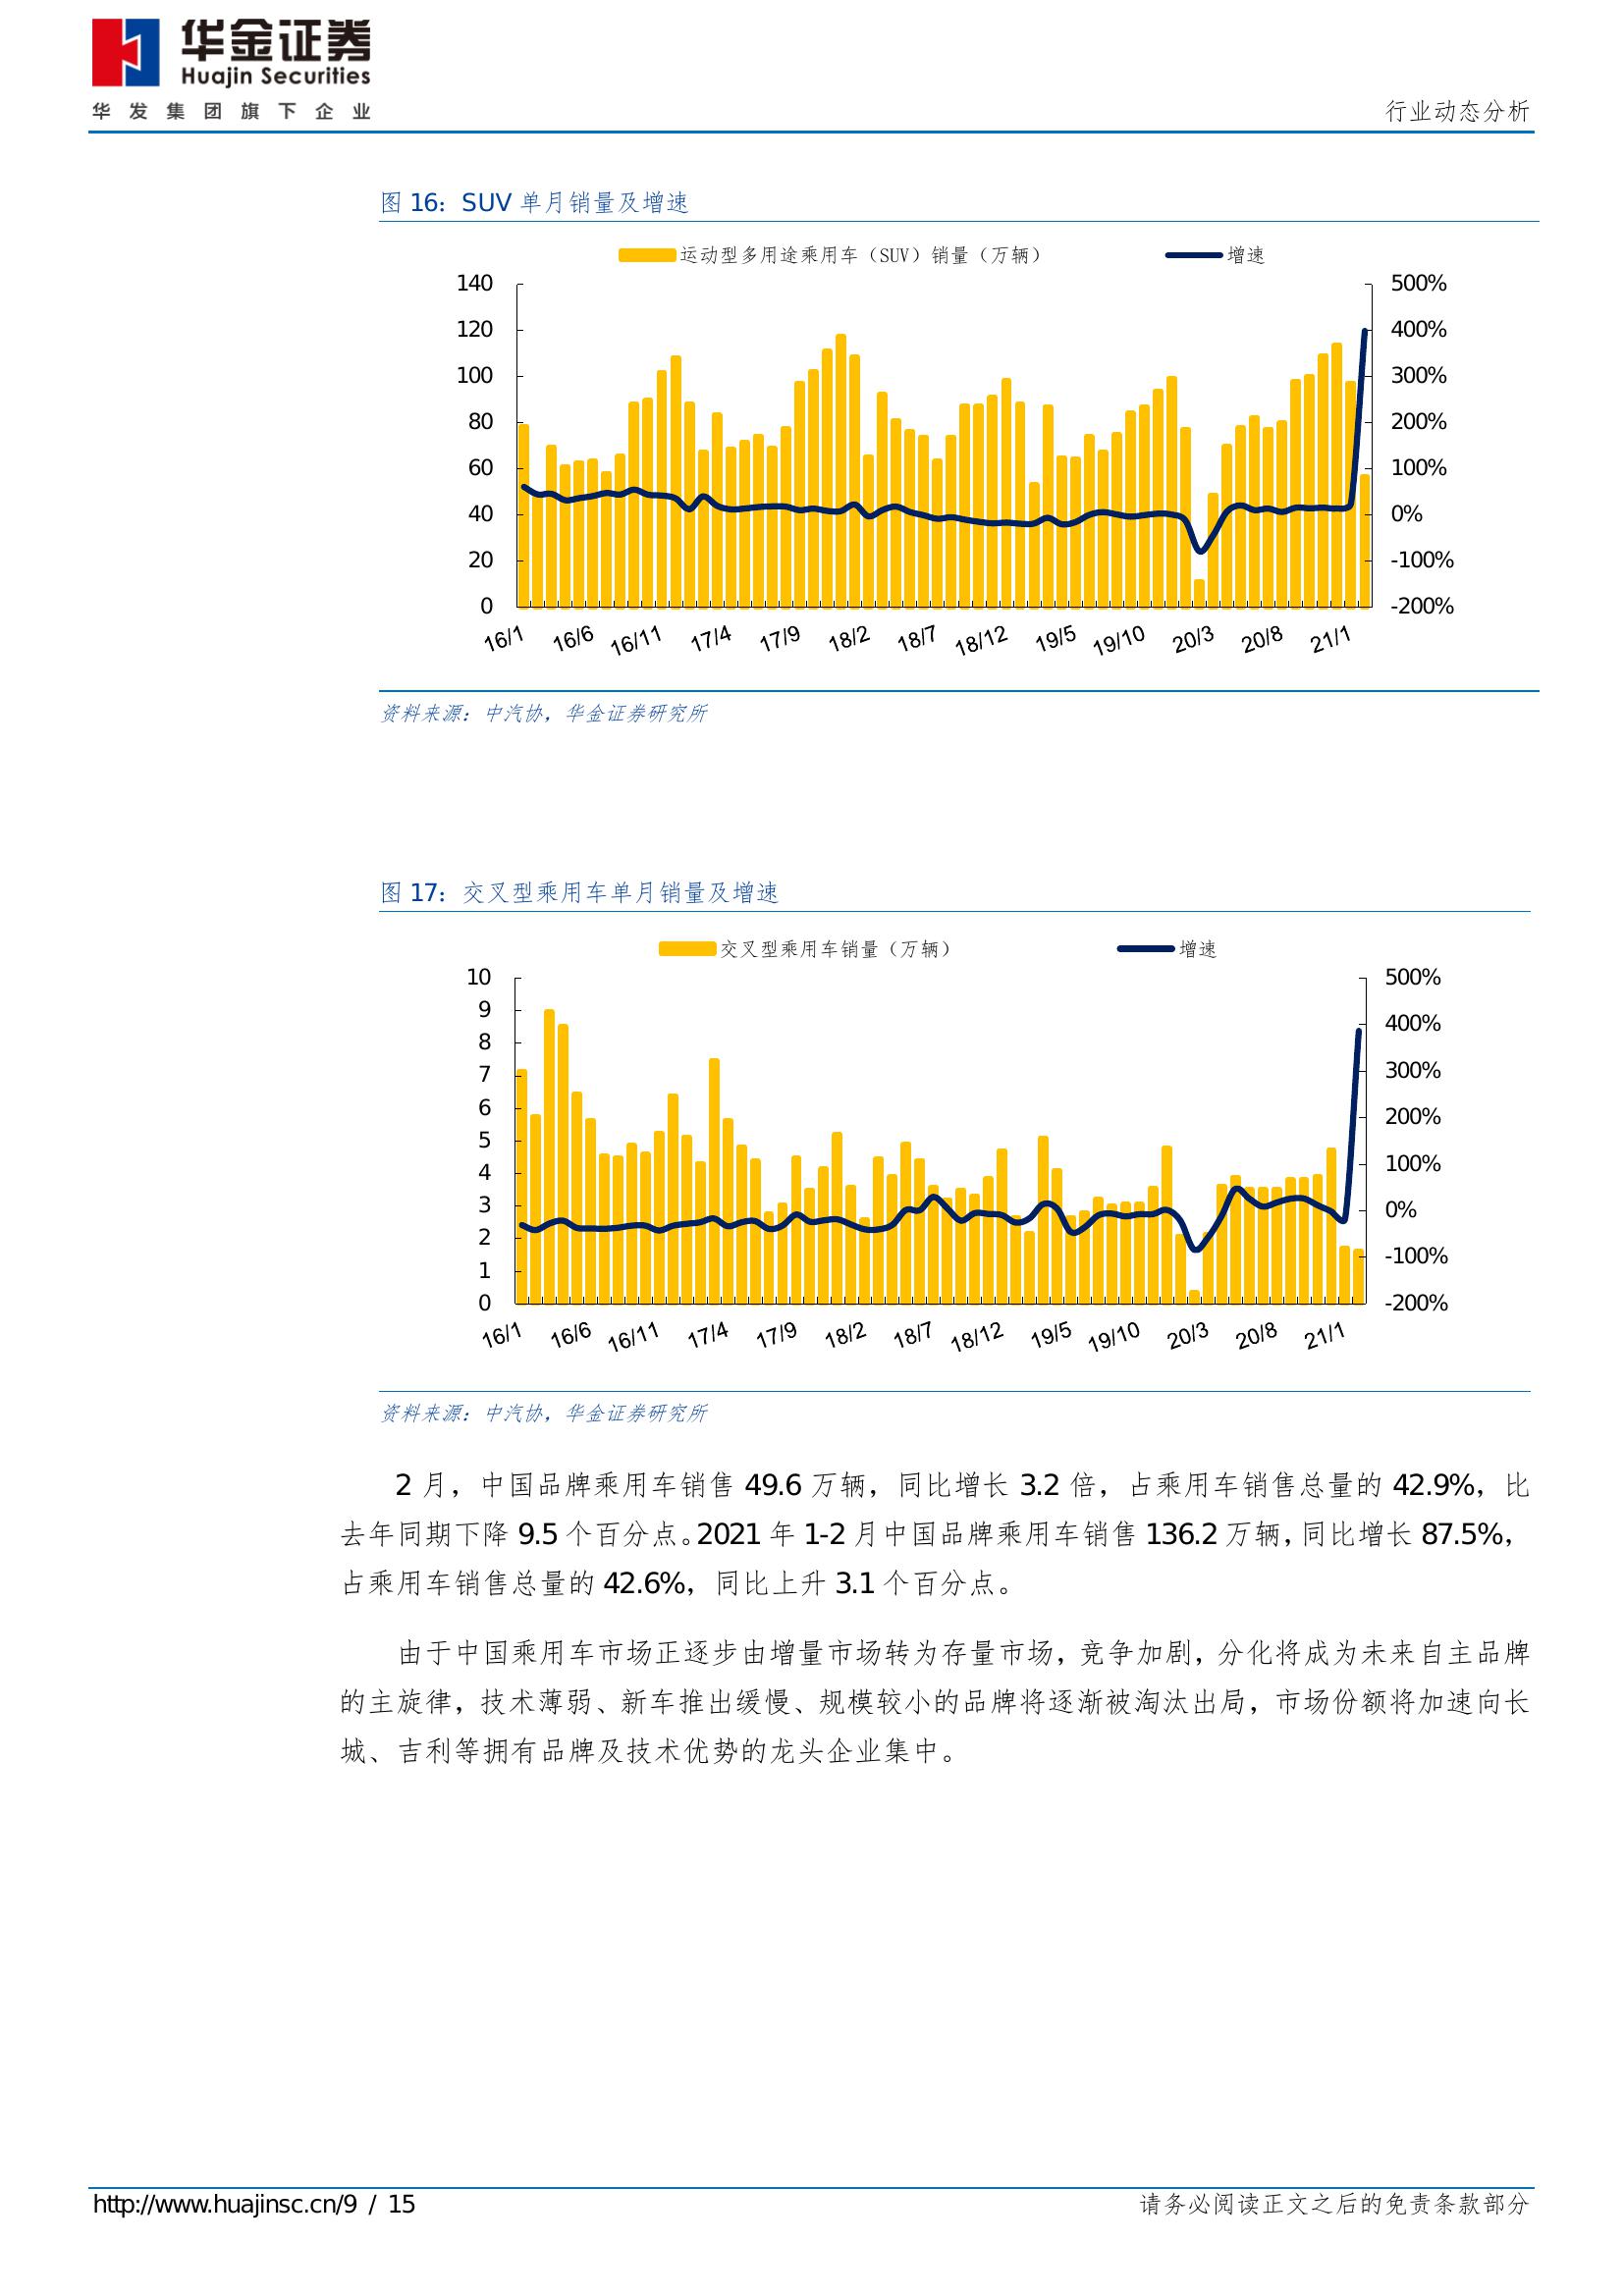 华金证券
Huajin Securities
华发集团旗下企业
行业动态分析
图 16：SUV 单月销量及增速
运动型多用途乘用车（SUV）销量（万辆） 增速
140 500%
120 400%
100 300%
80 200%
60 100%
40 0%
20 -100%
0 -200%
16/1 16/6 16/11 17/4 17/9 18/2 18/7 18/12 19/5 19/10 20/3 20/8 21/1
资料来源：中汽协，华金证券研究所
图 17：交叉型乘用车单月销量及增速
交叉型乘用车销量（万辆） 增速
10 500%
9
8 400%
7 300%
6 200%
5
4 100%
3 0%
2
1 -100%
0 -200%
16/1 16/6 16/11 17/4 17/9 18/2 18/7 18/12 19/5 19/10 20/3 20/8 21/1
资料来源：中汽协，华金证券研究所
2 月，中国品牌乘用车销售 49.6 万辆，同比增长 3.2 倍，占乘用车销售总量的 42.9%，比
去年同期下降 9.5 个百分点。2021 年 1-2 月中国品牌乘用车销售 136.2 万辆，同比增长 87.5%，
占乘用车销售总量的 42.6%，同比上升 3.1 个百分点。
由于中国乘用车市场正逐步由增量市场转为存量市场，竞争加剧，分化将成为未来自主品牌
的主旋律，技术薄弱、新车推出缓慢、规模较小的品牌将逐渐被淘汰出局，市场份额将加速向长
城、吉利等拥有品牌及技术优势的龙头企业集中。
http://www.huajinsc.cn/9 / 15
请务必阅读正文之后的免责条款部分